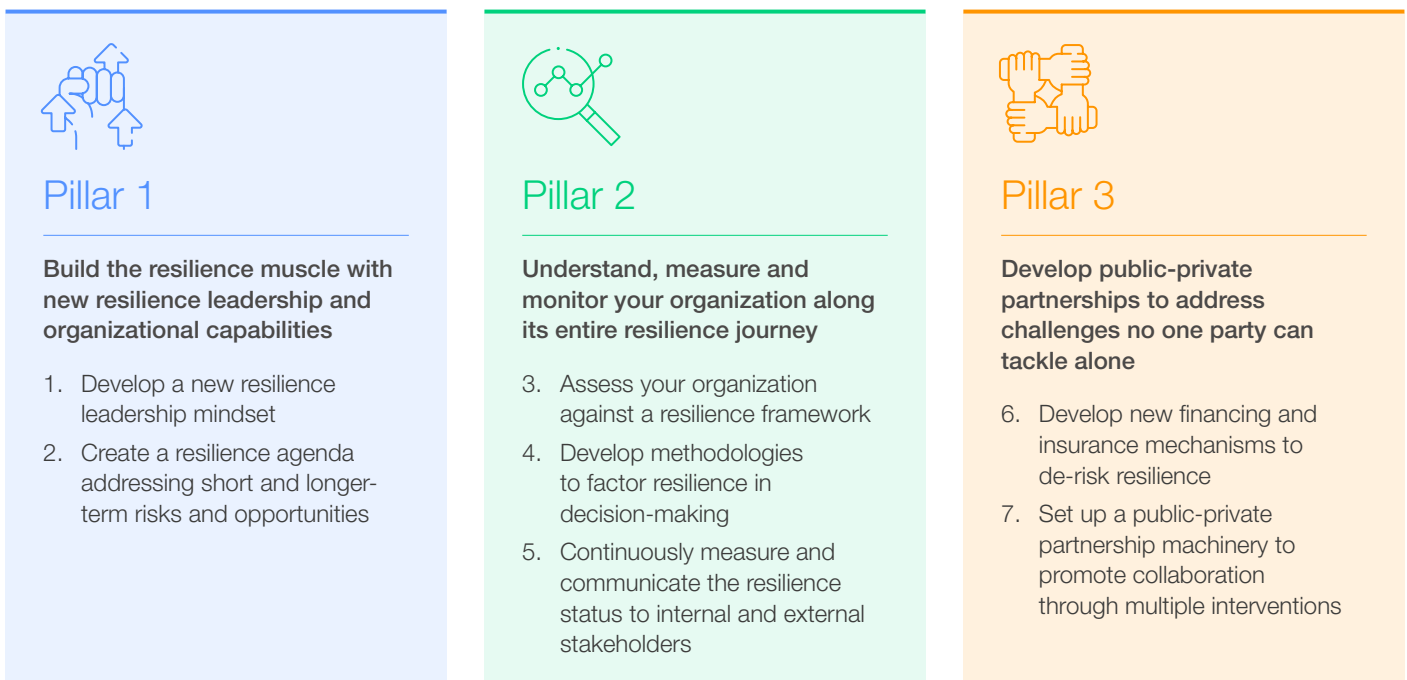 Pillar 1
Build the resilience muscle with
new resilience leadership and
organizational capabilities
1. Develop a new resilience
leadership mindset
2. Create a resilience agenda
addressing short and longer-
term risks and opportunities
Pillar 2
Understand, measure and
monitor your organization along
its entire resilience journey
3. Assess your organization
against a resilience framework
4. Develop methodologies
to factor resilience in
decision-making
5. Continuously measure and
communicate the resilience
status to internal and external
stakeholders
Pillar 3
Develop public-private
partnerships to address
challenges no one party can
tackle alone
6. Develop new financing and
insurance mechanisms to
de-risk resilience
7. Set up a public-private
partnership machinery to
promote collaboration
through multiple interventions